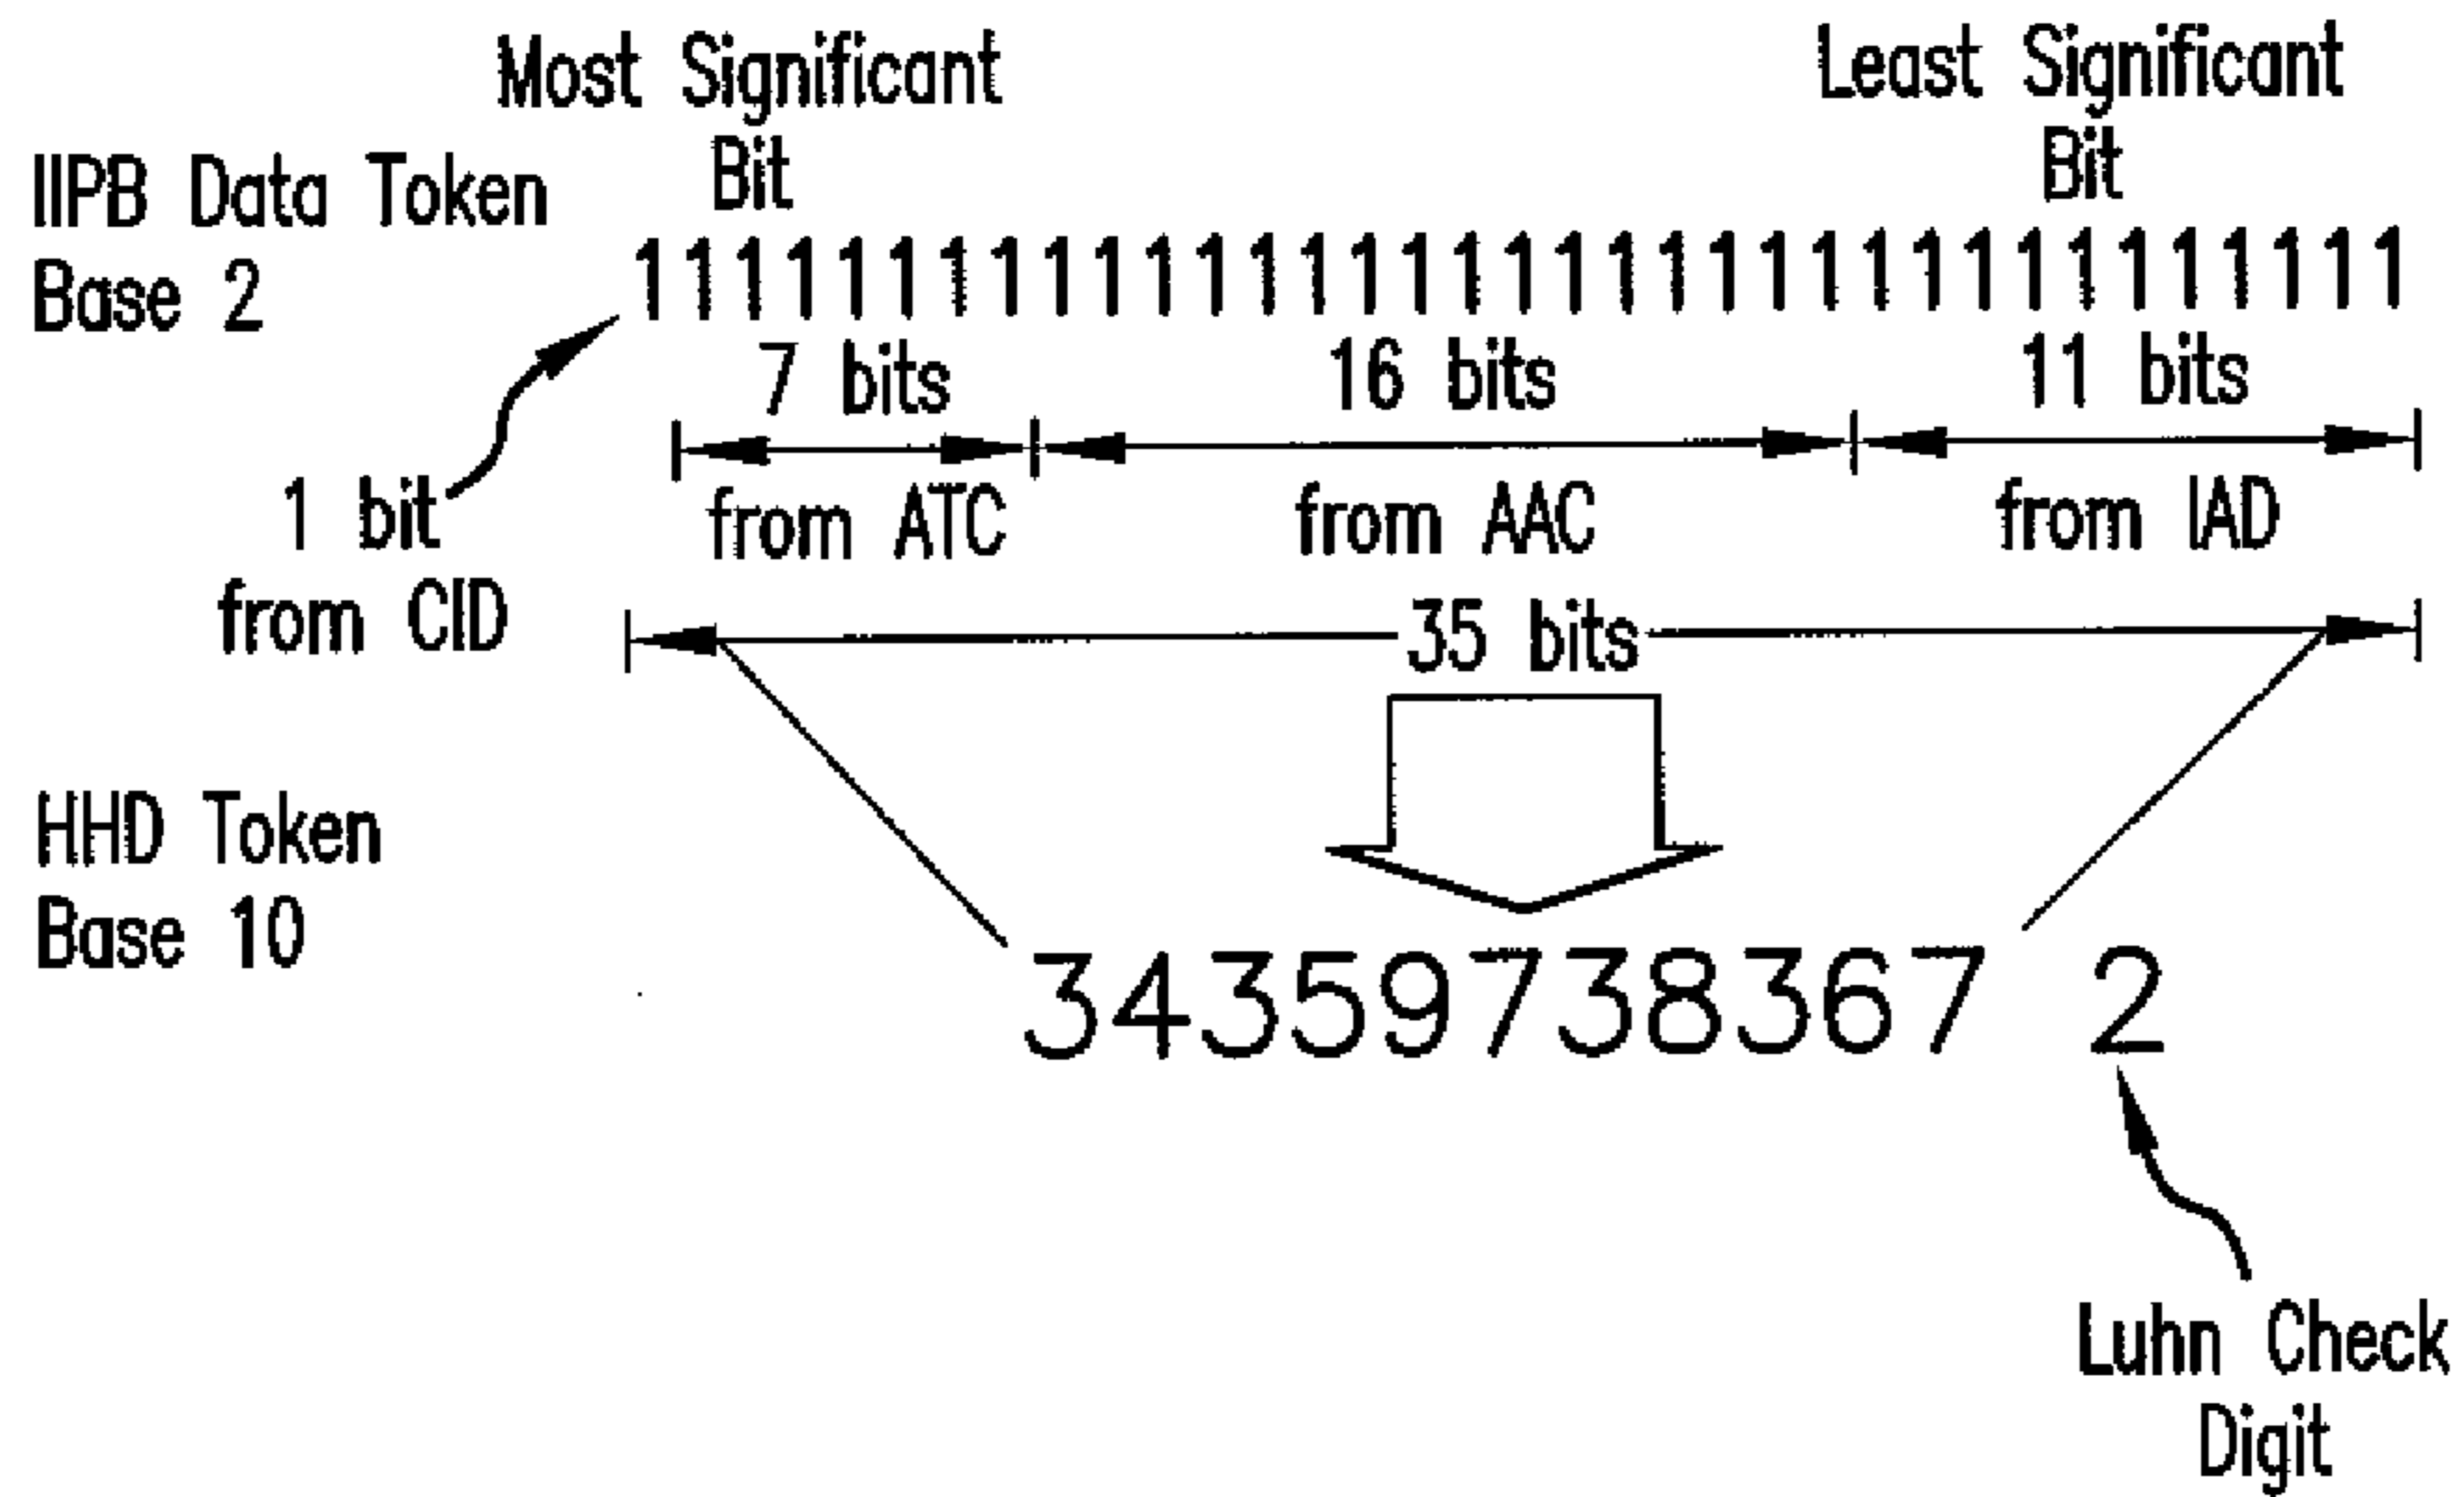 Most Significant
Bit
Least Significant
Bit
IIPB Data Token
Base 2
11111111111111111111111111111111111
7 bits
16 bits
11 bits
1 bit
from CID
from ATC
from AAC
from IAD
35 bits
HHD Token
Base 10
34359738367 2
Luhn Check
Digit